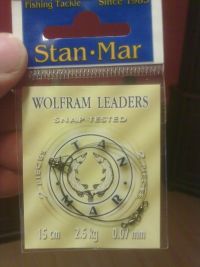 Fishing Tackle
Since 1985
Stan·Mar
WOLFRAM LEADERS
SNAP TESTED
2 PIECES
2 PIECES
STAN
MAR
15 cm 2.5 kg 0.07 mm